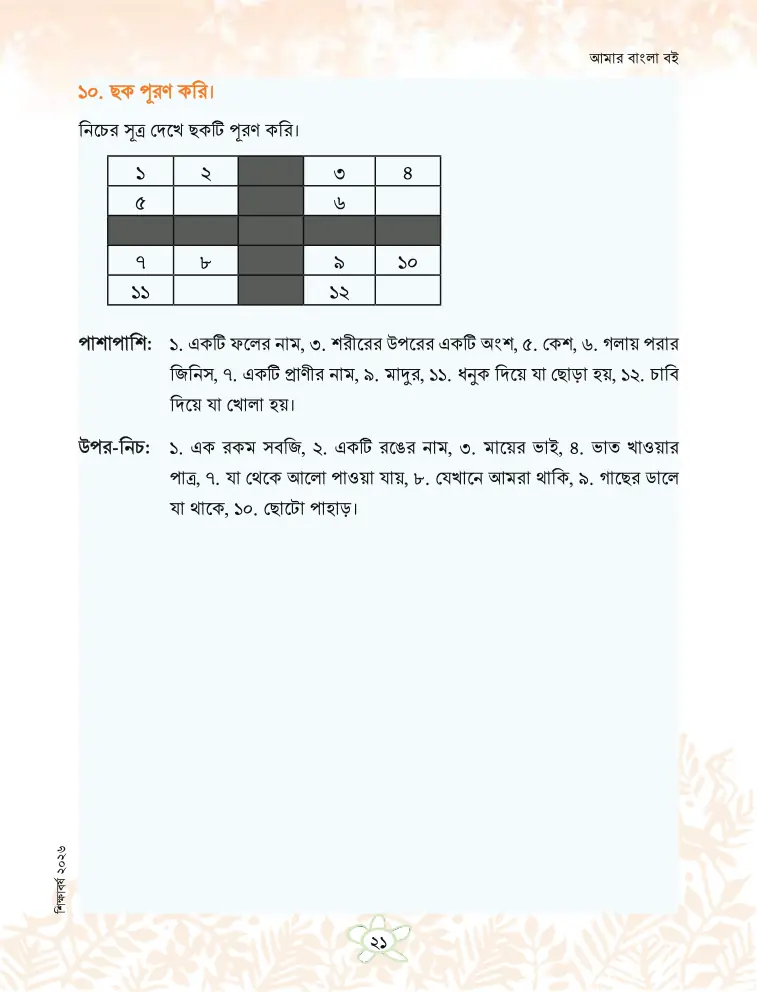 আমার বাংলা বই
১০. ছক পূরণ করি।
নিচের সূত্র দেখে ছকটি পূরণ করি।
১ ২ ৩ ৪
৫ ৬
৭ ৮ ৯ ১০
১১ ১২
পাশাপাশি: ১. একটি ফলের নাম, ৩. শরীরের উপরের একটি অংশ, ৫. কেশ, ৬. গলায় পরার
জিনিস, ৭. একটি প্রাণীর নাম, ৯. মাদুর, ১১. ধনুক দিয়ে যা ছোড়া হয়, ১২. চাবি
দিয়ে যা খোলা হয়।
উপর-নিচ: ১. এক রকম সবজি, ২. একটি রঙের নাম, ৩. মায়ের ভাই, ৪. ভাত খাওয়ার
পাত্র, ৭. যা থেকে আলো পাওয়া যায়, ৮. যেখানে আমরা থাকি, ৯. গাছের ডালে
যা থাকে, ১০. ছোটো পাহাড়।
শিক্ষাবর্ষ ২০২৬
২১